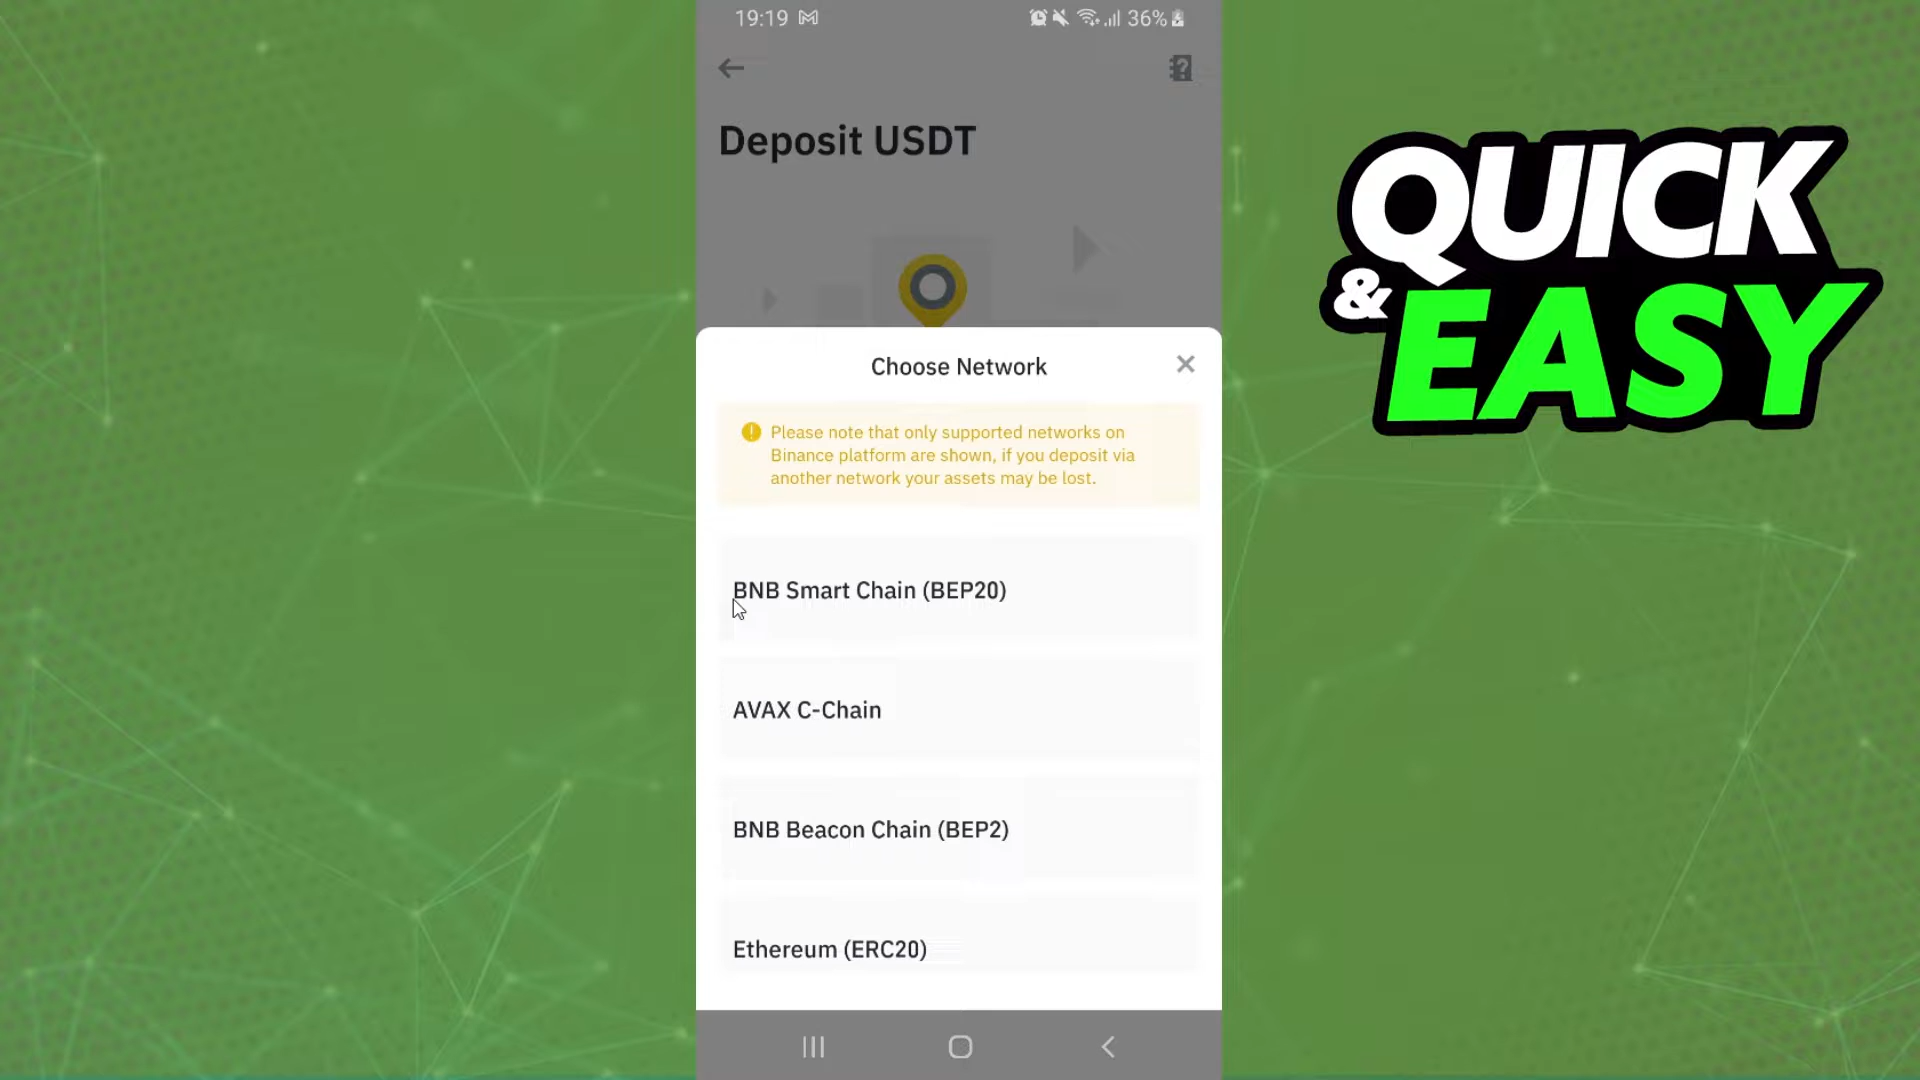 19:19
36%
Deposit USDT
QUICK
& EASY
Choose Network
Please note that only supported networks on
Binance platform are shown, if you deposit via
another network your assets may be lost.
BNB Smart Chain (BEP20)
AVAX C-Chain
BNB Beacon Chain (BEP2)
Ethereum (ERC20)